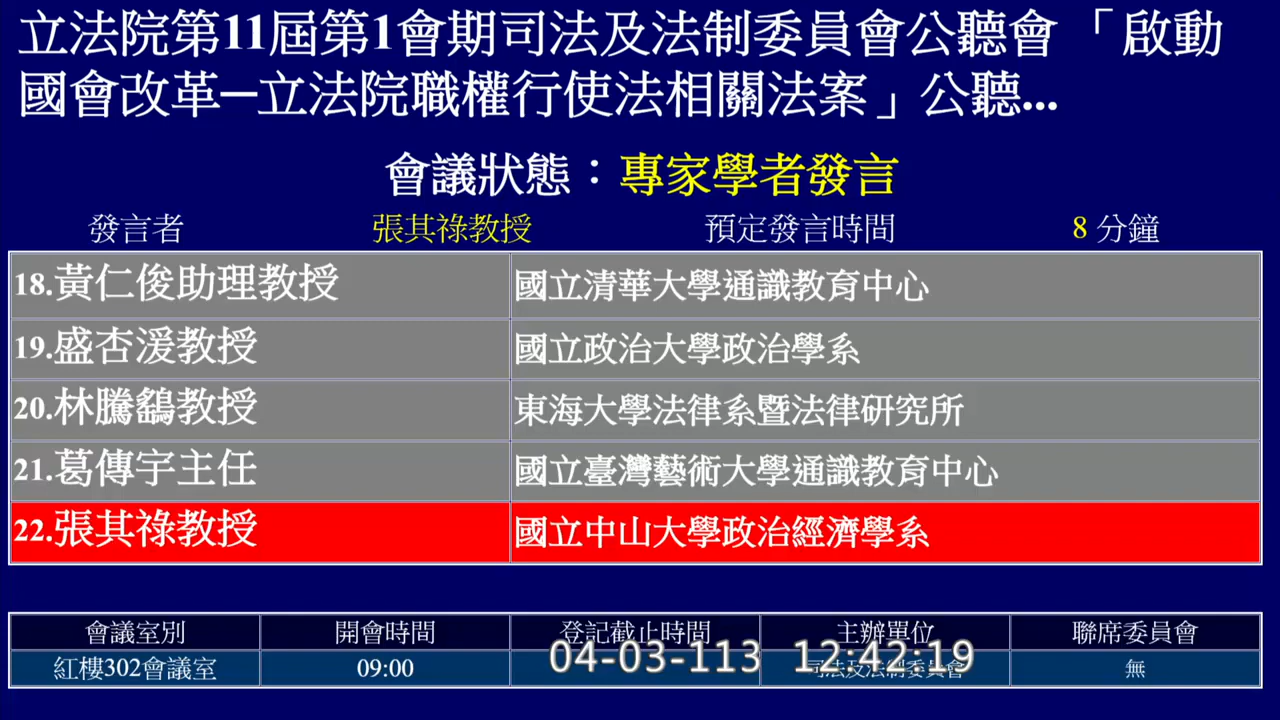 立法院第11屆第1會期司法及法制委員會公聽會 「啟動
國會改革─立法院職權行使法相關法案」公聽...
會議狀態：專家學者發言
發言者 張其祿教授 預定發言時間 8 分鐘
18.黃仁俊助理教授 國立清華大學通識教育中心
19.盛杏湲教授 國立政治大學政治學系
20.林騰鷂教授 東海大學法律系暨法律研究所
21.葛傳宇主任 國立臺灣藝術大學通識教育中心
22.張其祿教授 國立中山大學政治經濟學系
會議室別 開會時間 登記截止時間 主辦單位 聯席委員會
紅樓302會議室 09:00 司法及法制委員會 無
04-03-113 12:42:19